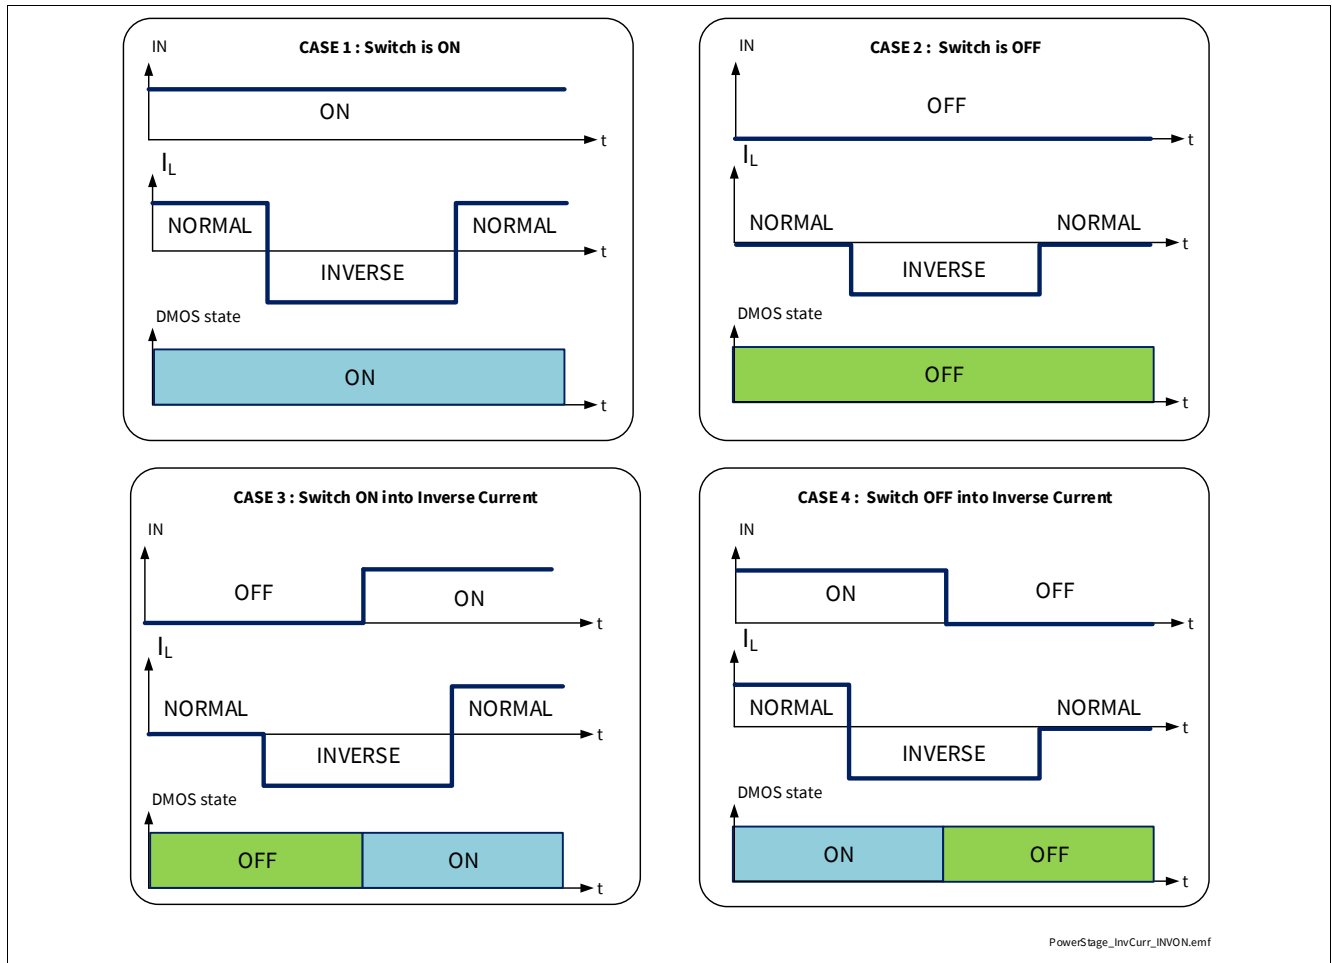 CASE 1 : Switch is ON
IN
ON
t
IL
NORMAL
NORMAL
t
INVERSE
DMOS state
ON
t
CASE 2 : Switch is OFF
IN
OFF
t
IL
NORMAL
NORMAL
t
INVERSE
DMOS state
OFF
t
CASE 3 : Switch ON into Inverse Current
IN
OFF
ON
t
IL
NORMAL
NORMAL
t
INVERSE
DMOS state
OFF
ON
t
CASE 4 : Switch OFF into Inverse Current
IN
ON
OFF
t
IL
NORMAL
NORMAL
t
INVERSE
DMOS state
ON
OFF
t
PowerStage_InvCurr_INVON.emf